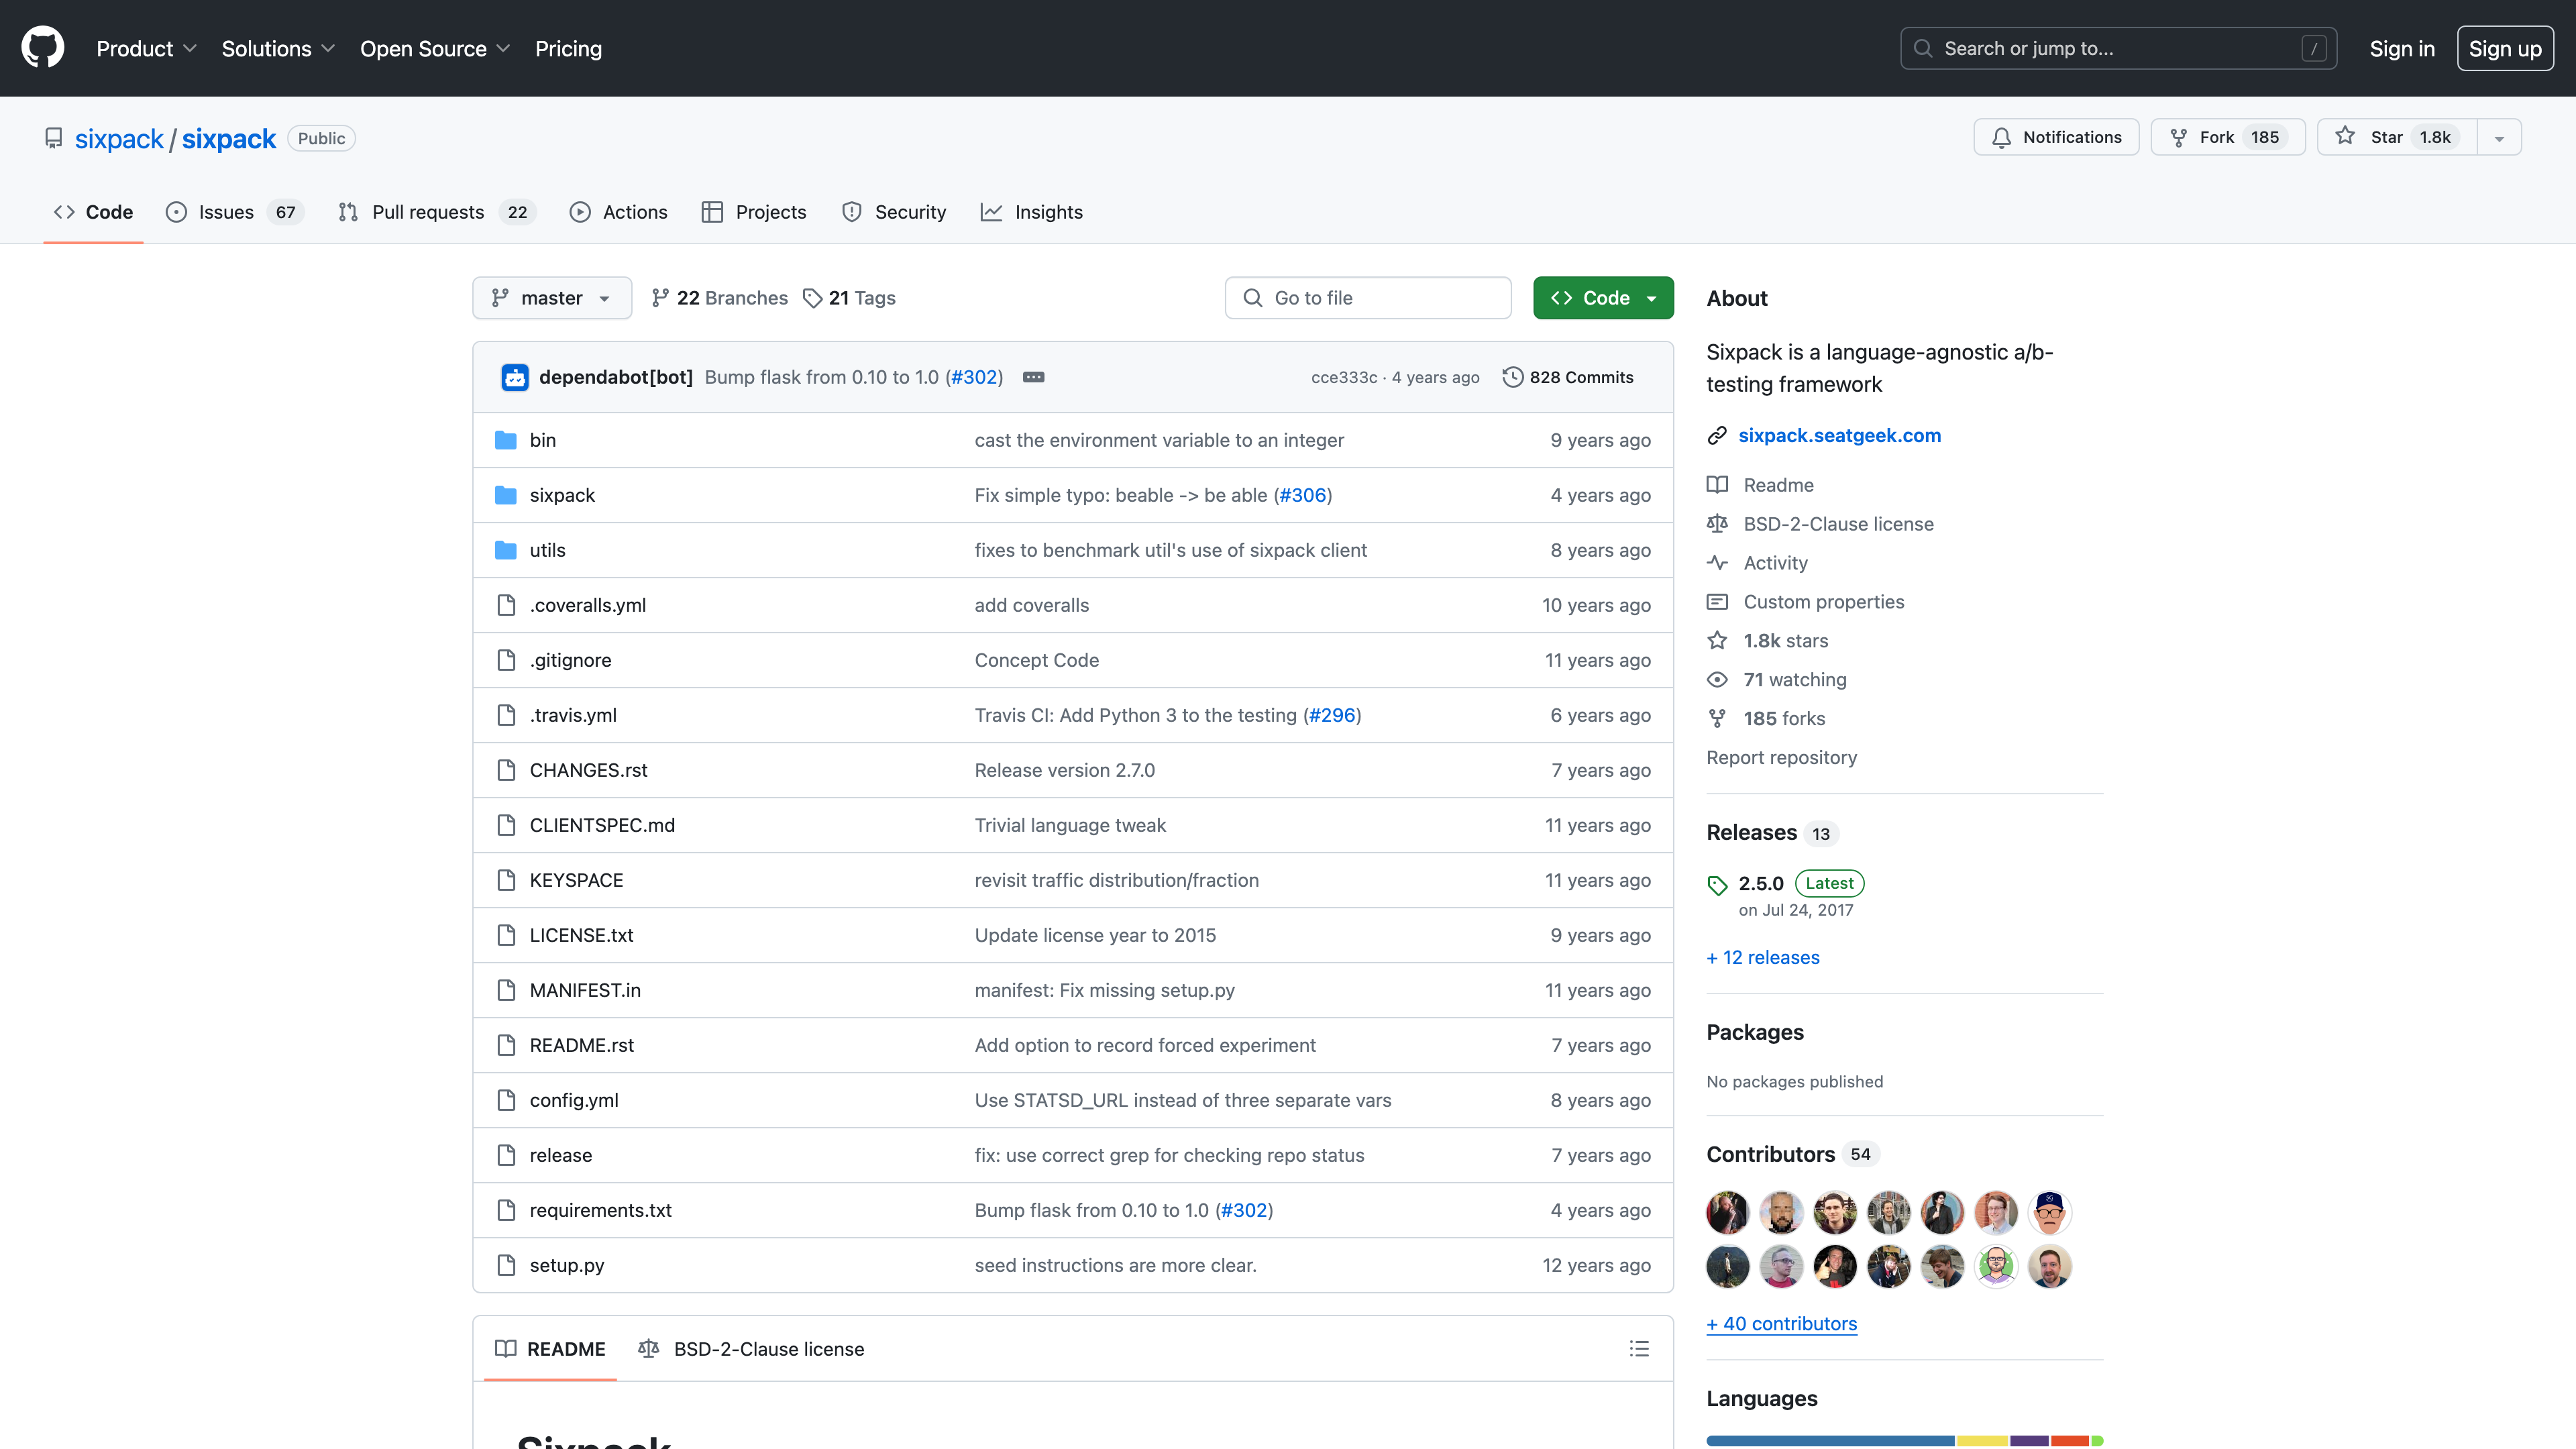 Product Solutions Open Source Pricing Search or jump to... / Sign in Sign up
sixpack / sixpack Public Notifications Fork 185 Star 1.8k
Code Issues 67 Pull requests 22 Actions Projects Security Insights
master 22 Branches 21 Tags Go to file Code
dependabot[bot] Bump flask from 0.10 to 1.0 (#302) cce333c · 4 years ago 828 Commits
bin cast the environment variable to an integer 9 years ago
sixpack Fix simple typo: beable -> be able (#306) 4 years ago
utils fixes to benchmark util's use of sixpack client 8 years ago
.coveralls.yml add coveralls 10 years ago
.gitignore Concept Code 11 years ago
.travis.yml Travis CI: Add Python 3 to the testing (#296) 6 years ago
CHANGES.rst Release version 2.7.0 7 years ago
CLIENTSPEC.md Trivial language tweak 11 years ago
KEYSPACE revisit traffic distribution/fraction 11 years ago
LICENSE.txt Update license year to 2015 9 years ago
MANIFEST.in manifest: Fix missing setup.py 11 years ago
README.rst Add option to record forced experiment 7 years ago
config.yml Use STATSD_URL instead of three separate vars 8 years ago
release fix: use correct grep for checking repo status 7 years ago
requirements.txt Bump flask from 0.10 to 1.0 (#302) 4 years ago
setup.py seed instructions are more clear. 12 years ago
README BSD-2-Clause license
Sixpack
About
Sixpack is a language-agnostic a/b-
testing framework
sixpack.seatgeek.com
Readme
BSD-2-Clause license
Activity
Custom properties
1.8k stars
71 watching
185 forks
Report repository
Releases 13
2.5.0 Latest
on Jul 24, 2017
+ 12 releases
Packages
No packages published
Contributors 54
+ 40 contributors
Languages